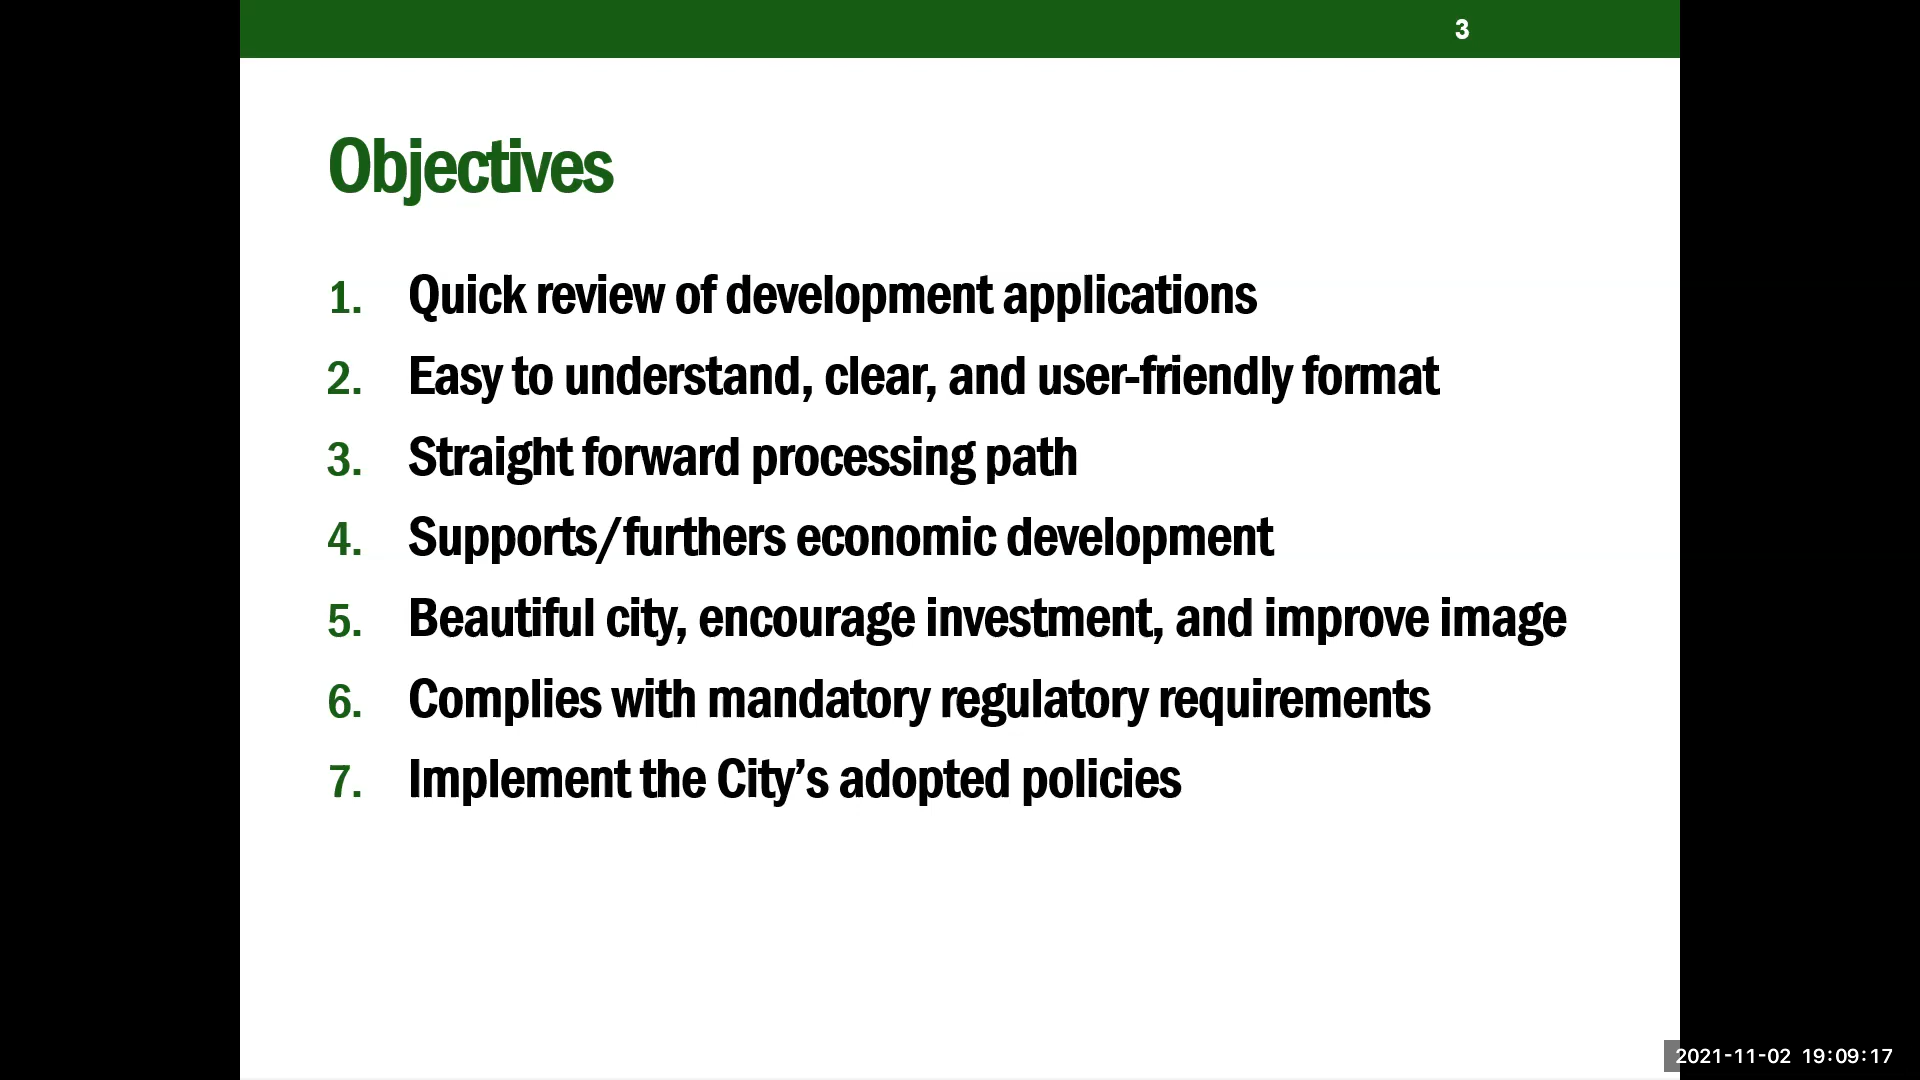 3
Objectives
1. Quick review of development applications
2. Easy to understand, clear, and user-friendly format
3. Straight forward processing path
4. Supports/furthers economic development
5. Beautiful city, encourage investment, and improve image
6. Complies with mandatory regulatory requirements
7. Implement the City’s adopted policies
2021-11-02 19:09:17